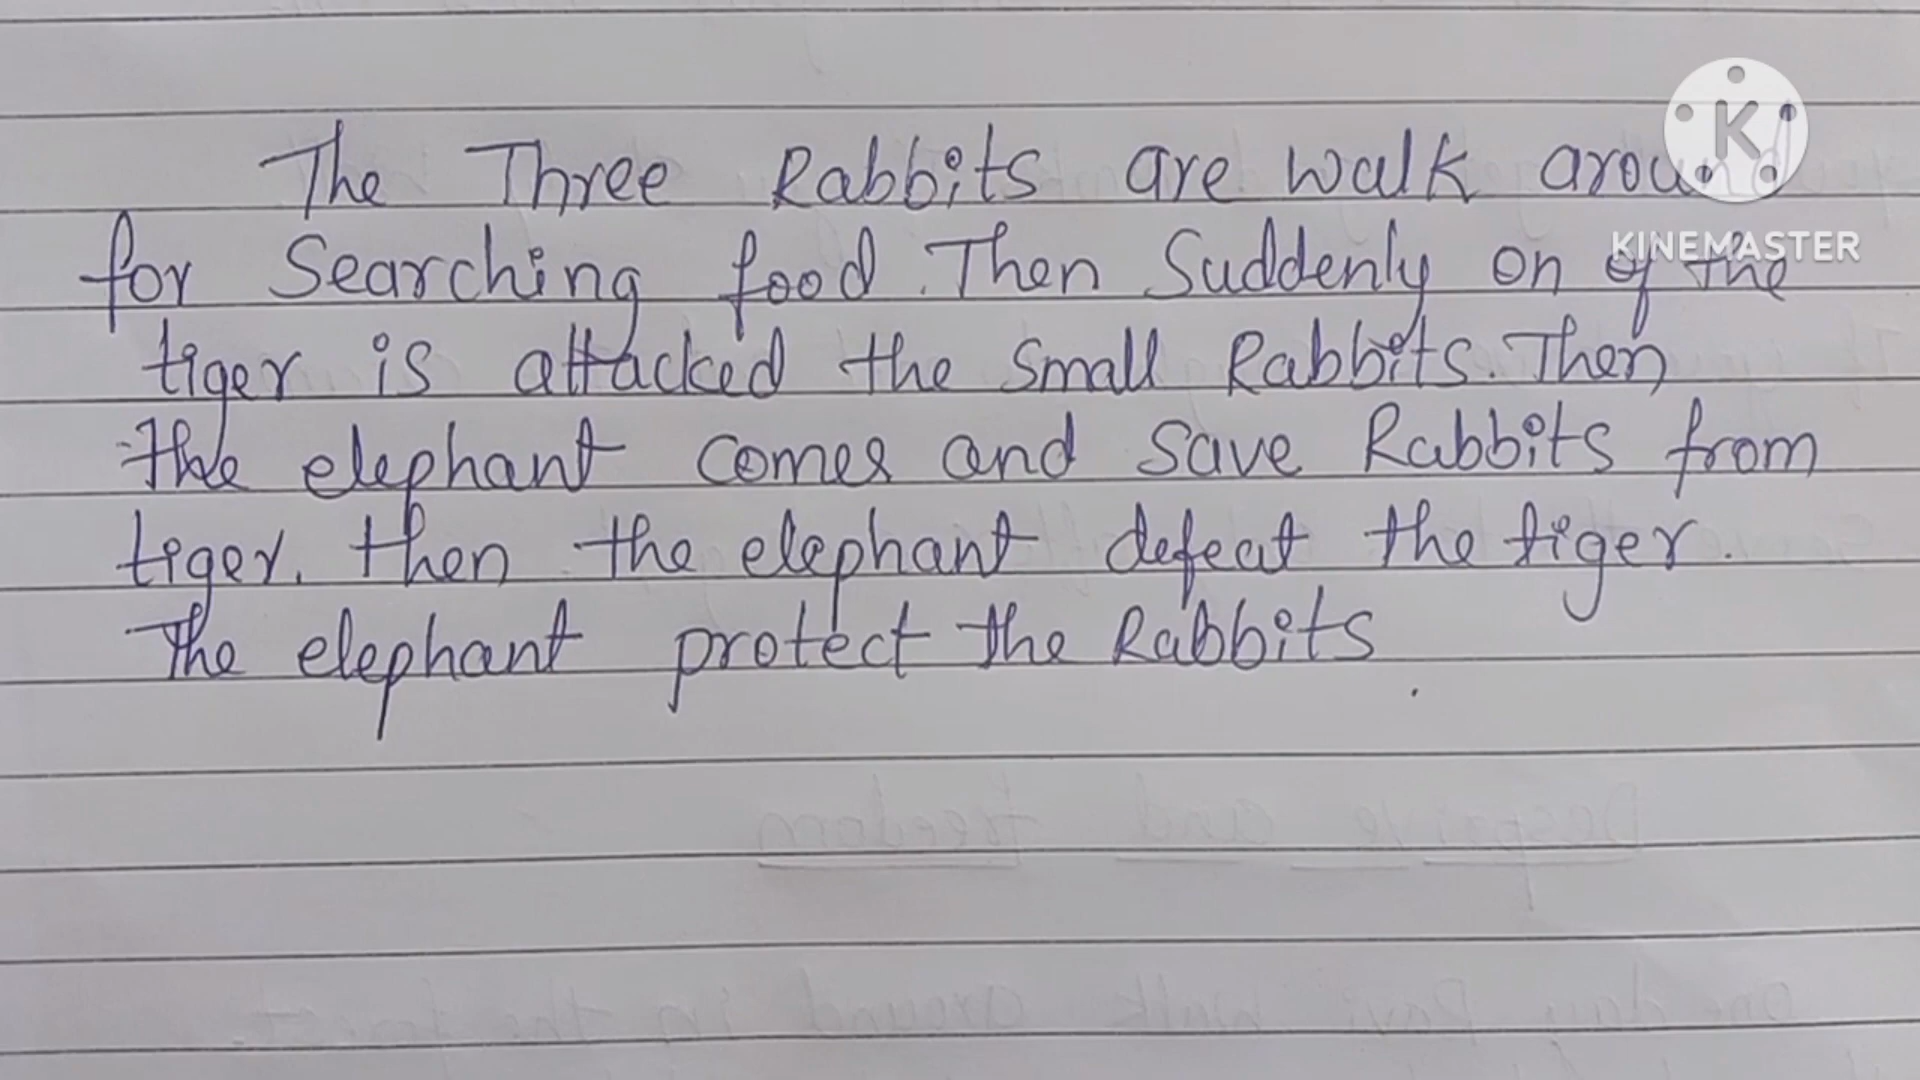 The Three Rabbits are walk around
for Searching food. Then Suddenly on of the
tiger is attacked the small Rabbits. Then
the elephant comes and save Rabbits from
tiger. then the elephant defeat the tiger.
The elephant protect the Rabbits.
K
KINEMASTER